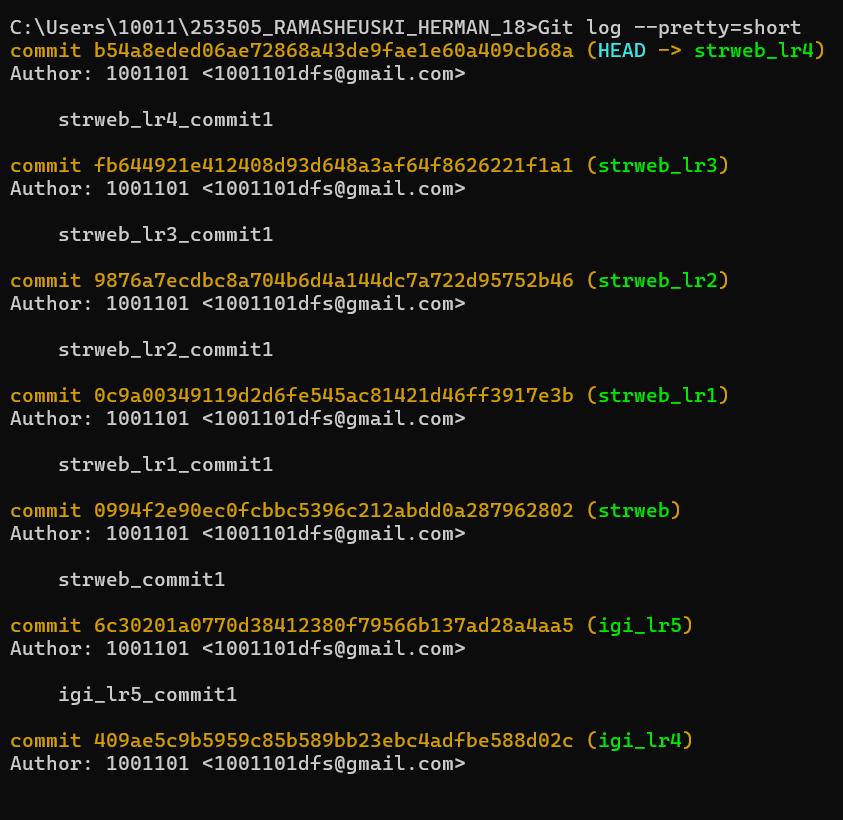 C:\Users\10011\253505_RAMASHEUSKI_HERMAN_18>Git log --pretty=short
commit b54a8eded06ae72868a43de9fae1e60a409cb68a (HEAD -> strweb_lr4)
Author: 1001101 <1001101dfs@gmail.com>
strweb_lr4_commit1
commit fb644921e412408d93d648a3af64f8626221f1a1 (strweb_lr3)
Author: 1001101 <1001101dfs@gmail.com>
strweb_lr3_commit1
commit 9876a7ecdbc8a704b6d4a144dc7a722d95752b46 (strweb_lr2)
Author: 1001101 <1001101dfs@gmail.com>
strweb_lr2_commit1
commit 0c9a00349119d2d6fe545ac81421d46ff3917e3b (strweb_lr1)
Author: 1001101 <1001101dfs@gmail.com>
strweb_lr1_commit1
commit 0994f2e90ec0fcbbc5396c212abdd0a287962802 (strweb)
Author: 1001101 <1001101dfs@gmail.com>
strweb_commit1
commit 6c30201a0770d38412380f79566b137ad28a4aa5 (igi_lr5)
Author: 1001101 <1001101dfs@gmail.com>
igi_lr5_commit1
commit 409ae5c9b5959c85b589bb23ebc4adfbe588d02c (igi_lr4)
Author: 1001101 <1001101dfs@gmail.com>